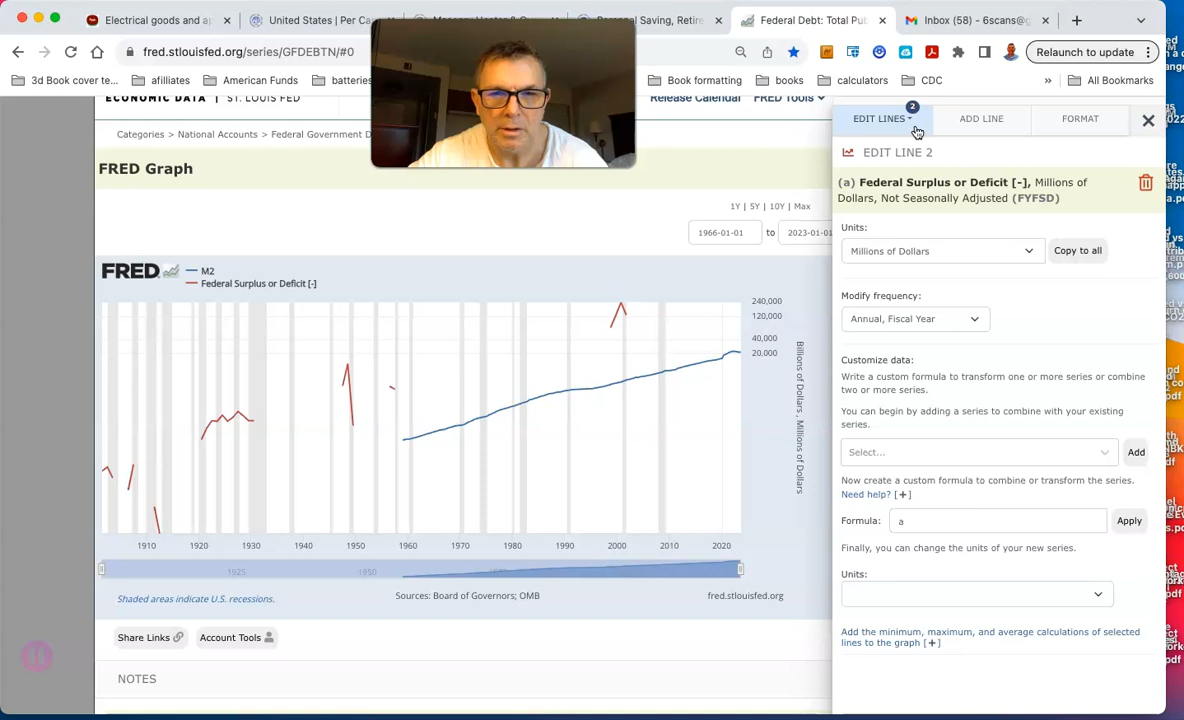 Electrical goods and a
United States | Per Ca
Personal Saving, Retire
Federal Debt: Total Pu
Inbox (58) - 6scans@g
fred.stlouisfed.org/series/GFDEBTN/#0
Relaunch to update
3d Book cover te...
afilliates
American Funds
batteries
Book formatting
books
calculators
CDC
»
All Bookmarks
ECONOMIC DATA | ST. LOUIS FED
Release Calendar
FRED Tools
Categories > National Accounts > Federal Government D
FRED Graph
1Y | 5Y | 10Y | Max
1966-01-01 to 2023-01-01
FRED
M2
Federal Surplus or Deficit [-]
240,000
120,000
40,000
20,000
Billions of Dollars , Millions of Dollars
1910 1920 1930 1940 1950 1960 1970 1980 1990 2000 2010 2020
1925 1950
Shaded areas indicate U.S. recessions.
Sources: Board of Governors; OMB
fred.stlouisfed.org
Share Links
Account Tools
NOTES
EDIT LINES
2
ADD LINE
FORMAT
EDIT LINE 2
(a) Federal Surplus or Deficit [-], Millions of
Dollars, Not Seasonally Adjusted (FYFSD)
Units:
Millions of Dollars
Copy to all
Modify frequency:
Annual, Fiscal Year
Customize data:
Write a custom formula to transform one or more series or combine
two or more series.
You can begin by adding a series to combine with your existing
series.
Select...
Add
Now create a custom formula to combine or transform the series.
Need help? [+]
Formula: a
Apply
Finally, you can change the units of your new series.
Units:
Add the minimum, maximum, and average calculations of selected
lines to the graph [+]